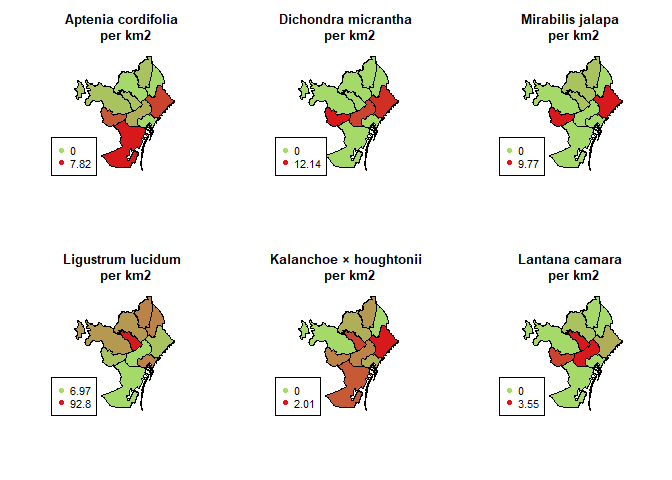 Aptenia cordifolia
per km2
0
7.82
Dichondra micrantha
per km2
0
12.14
Mirabilis jalapa
per km2
0
9.77
Ligustrum lucidum
per km2
6.97
92.8
Kalanchoe × houghtonii
per km2
0
2.01
Lantana camara
per km2
0
3.55